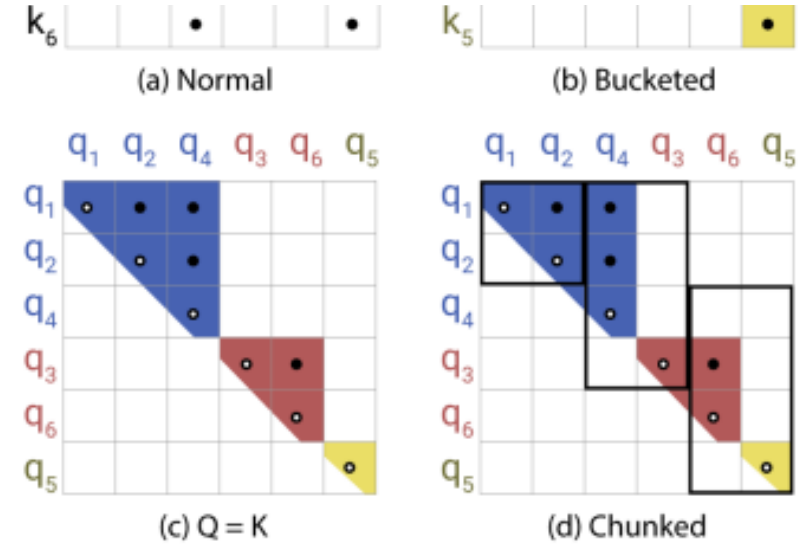 k6 k5
(a) Normal (b) Bucketed
q1 q2 q4 q3 q6 q5 q1 q2 q4 q3 q6 q5
q1 q1
q2 q2
q4 q4
q3 q3
q6 q6
q5 q5
(c) Q = K (d) Chunked